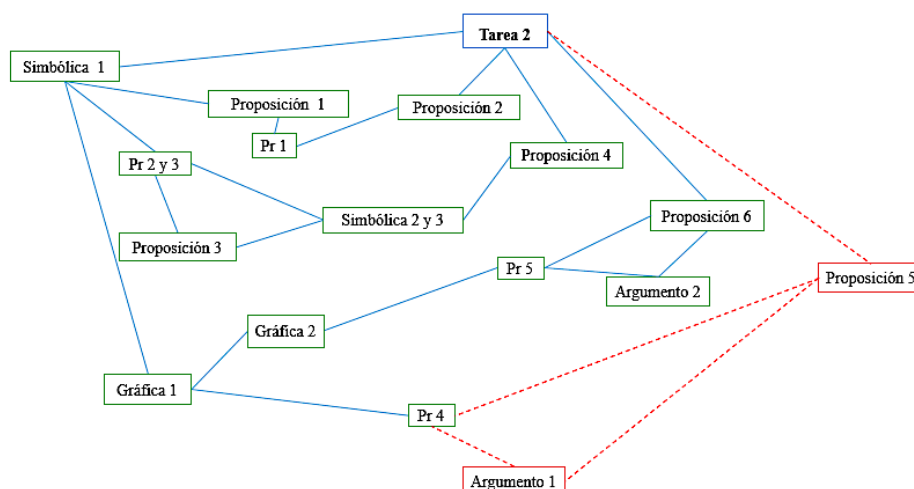 Tarea 2
Simbólica 1
Proposición 1
Proposición 2
Pr 1
Proposición 4
Pr 2 y 3
Simbólica 2 y 3
Proposición 6
Proposición 3
Pr 5
Proposición 5
Argumento 2
Gráfica 2
Gráfica 1
Pr 4
Argumento 1